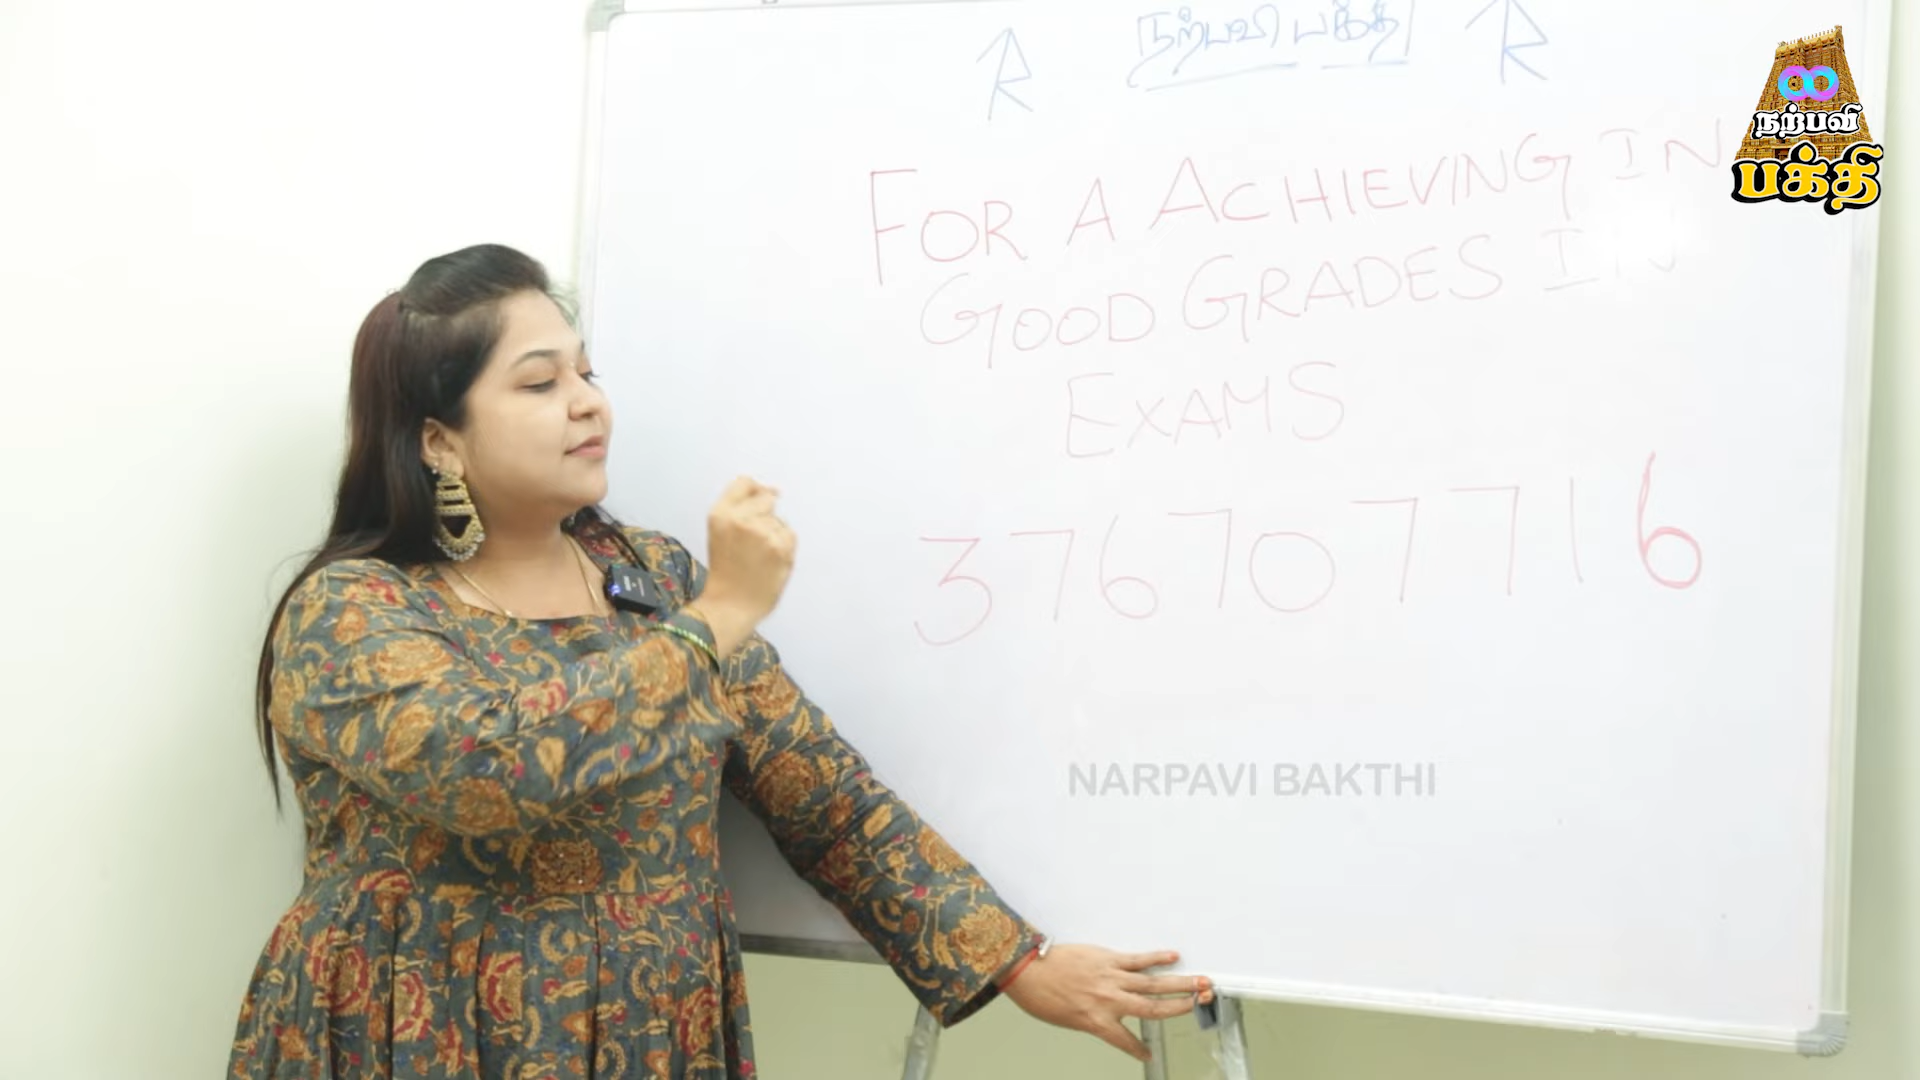 நற்பவி பக்தி
FOR A ACHIEVING IN
GOOD GRADES IN
EXAMS
376707716
நற்பவி
பக்தி
NARPAVI BAKTHI